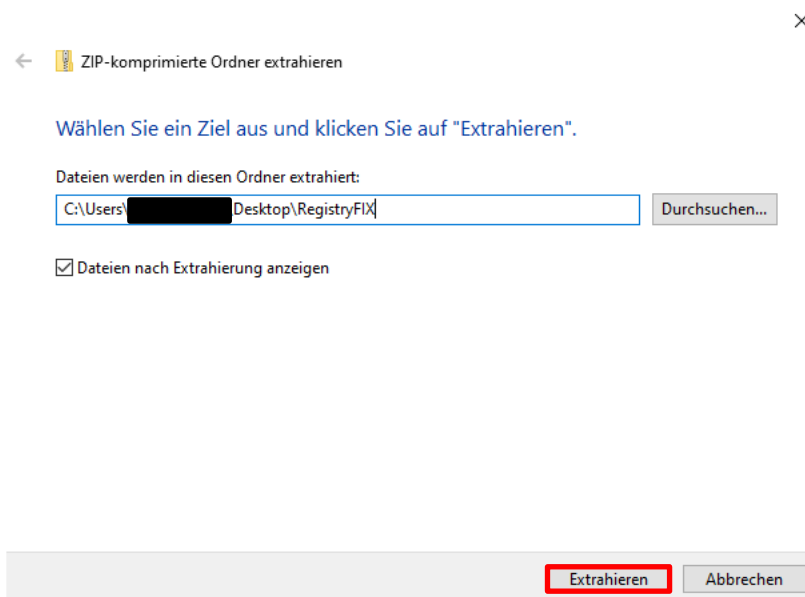 ZIP-komprimierte Ordner extrahieren
Wählen Sie ein Ziel aus und klicken Sie auf "Extrahieren".
Dateien werden in diesen Ordner extrahiert:
C:\Users\ Desktop\RegistryFIX Durchsuchen...
Dateien nach Extrahierung anzeigen
Extrahieren Abbrechen